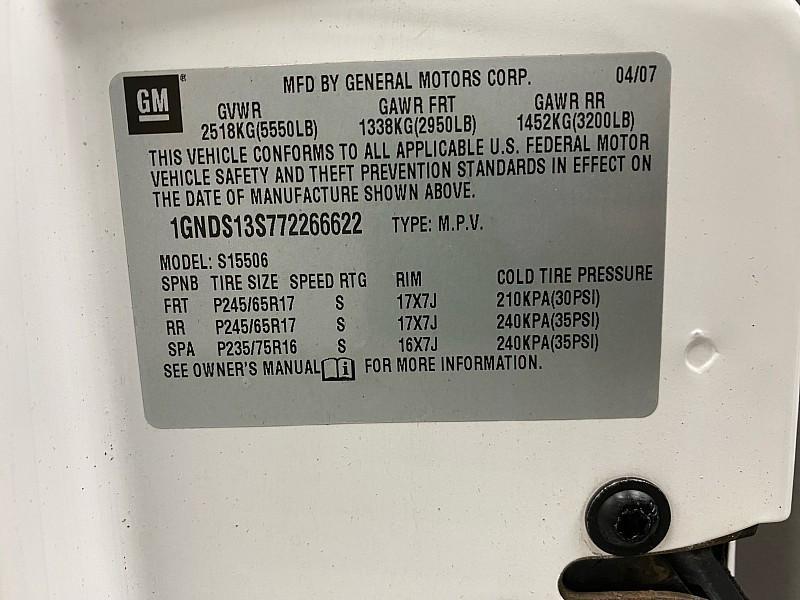 GM® MFD BY GENERAL MOTORS CORP. 04/07
GVWR GAWR FRT GAWR RR
2518KG(5550LB) 1338KG(2950LB) 1452KG(3200LB)
THIS VEHICLE CONFORMS TO ALL APPLICABLE U.S. FEDERAL MOTOR
VEHICLE SAFETY AND THEFT PREVENTION STANDARDS IN EFFECT ON
THE DATE OF MANUFACTURE SHOWN ABOVE.
1GNDS13S772266622 TYPE: M.P.V.
MODEL: S15506
SPNB TIRE SIZE SPEED RTG RIM COLD TIRE PRESSURE
FRT P245/65R17 S 17X7J 210KPA(30PSI)
RR P245/65R17 S 17X7J 240KPA(35PSI)
SPA P235/75R16 S 16X7J 240KPA(35PSI)
SEE OWNER'S MANUAL i FOR MORE INFORMATION.